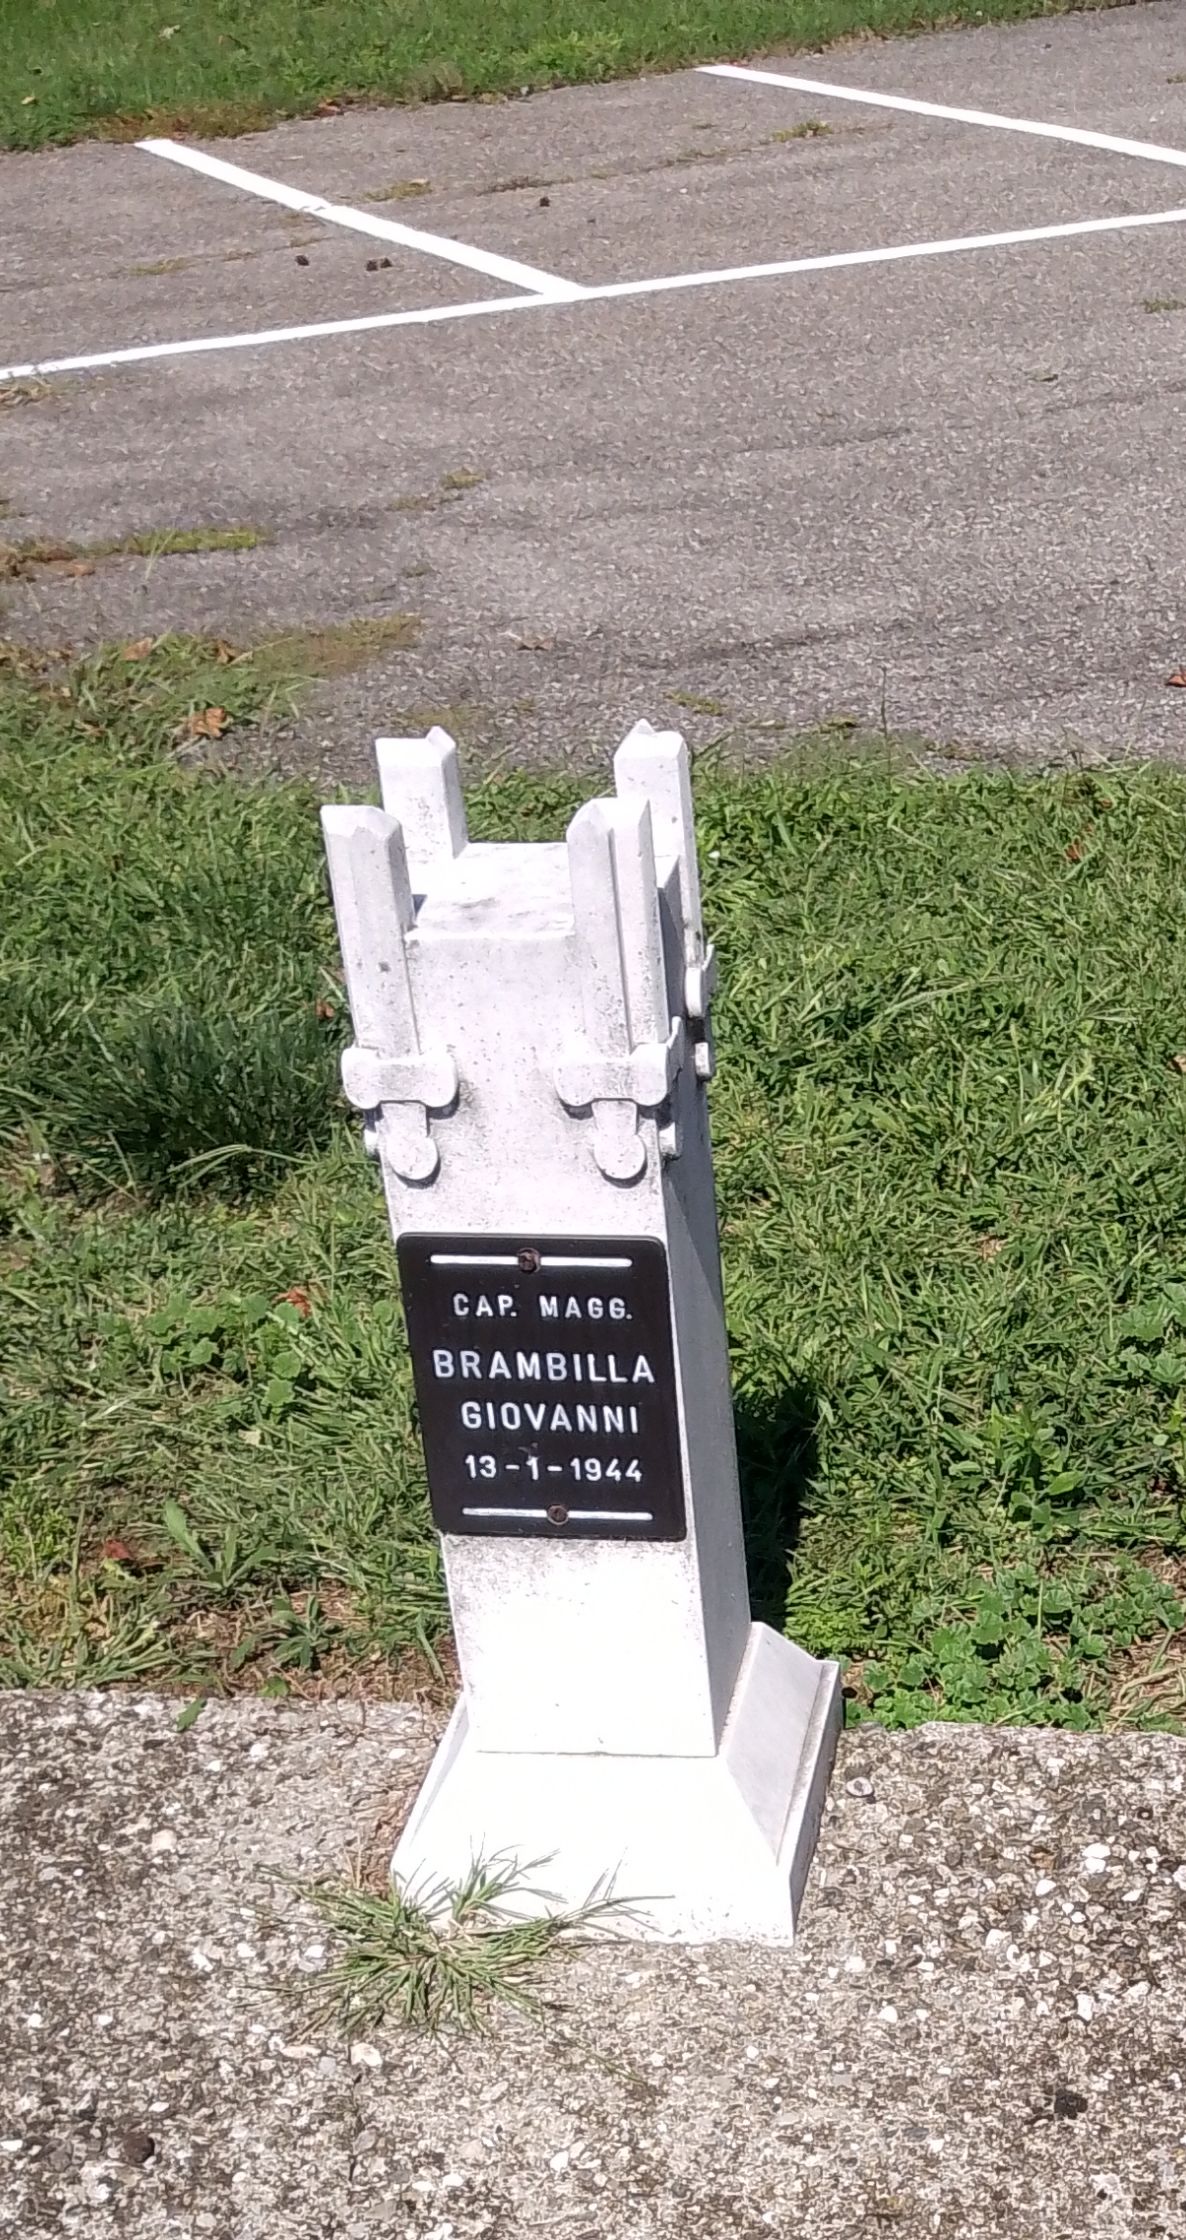 CAP. MAGG.
BRAMBILLA
GIOVANNI
13-1-1944